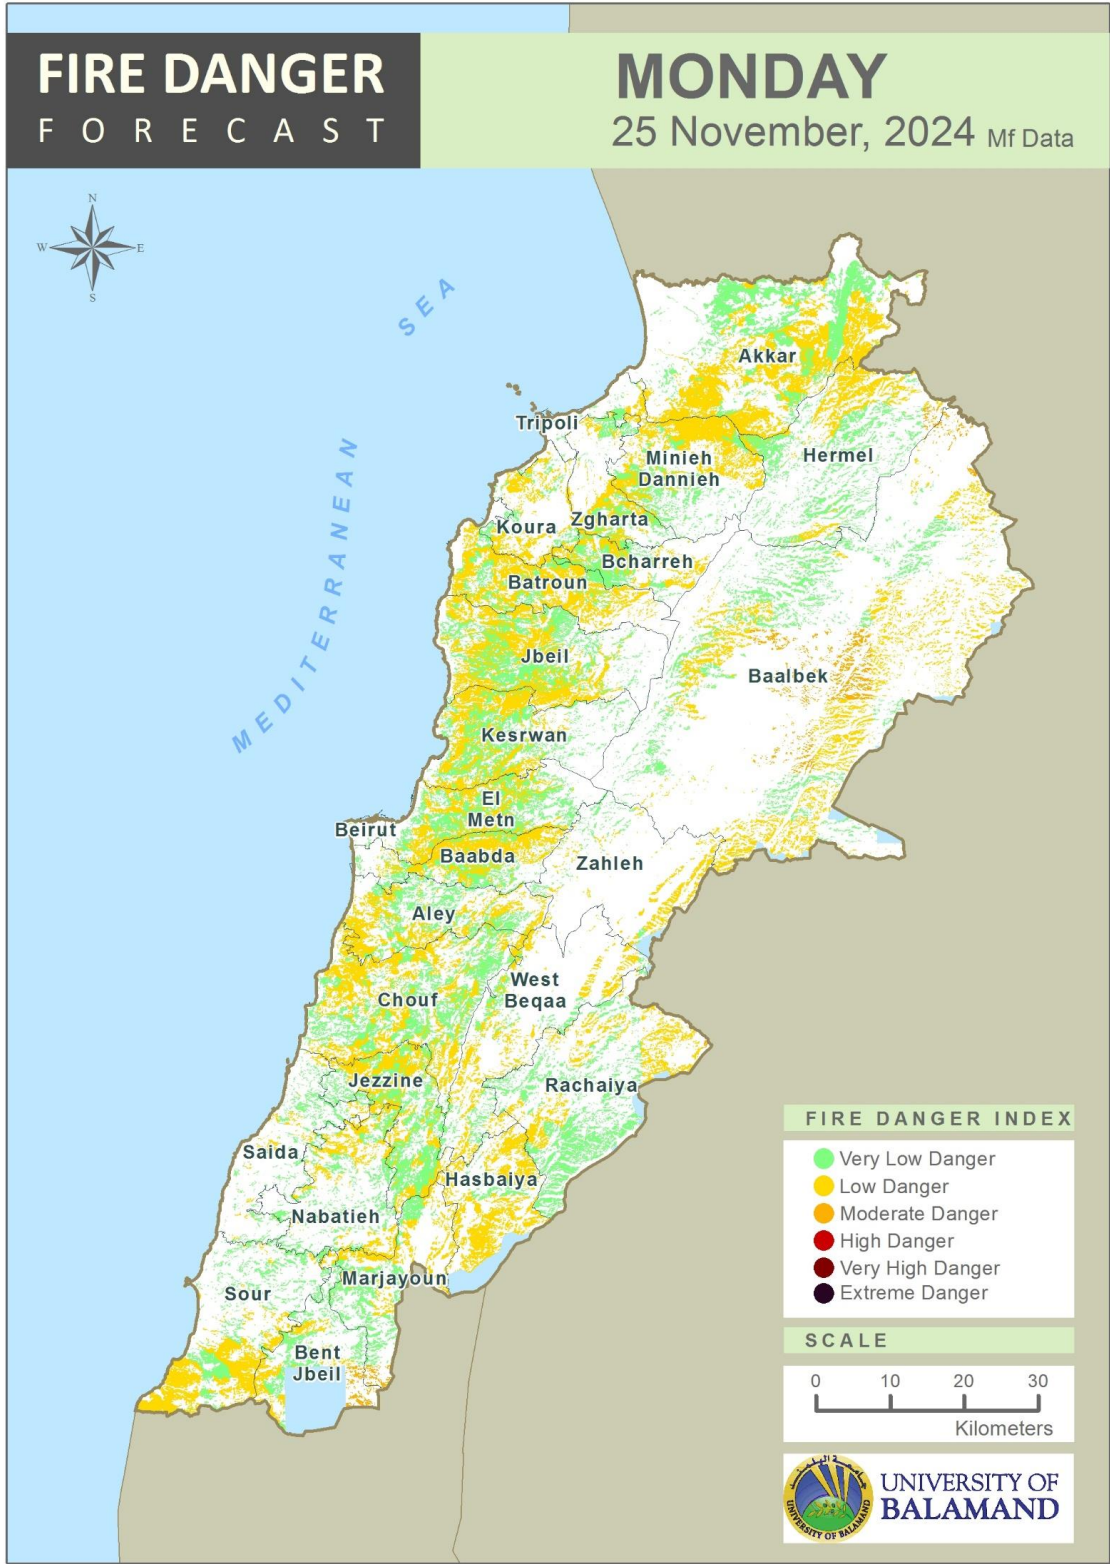 FIRE DANGER
FORECAST
MONDAY
25 November, 2024 Mf Data
N
W
E
S
MEDITERRANEAN SEA
Akkar
Tripoli
Minieh
Dannieh
Hermel
Koura
Zgharta
Bcharreh
Batroun
Jbeil
Baalbek
Kesrwan
El
Metn
Beirut
Baabda
Zahleh
Aley
West
Beqaa
Chouf
Jezzine
Rachaiya
Saida
Hasbaiya
Nabatieh
Marjayoun
Sour
Bent
Jbeil
FIRE DANGER INDEX
Very Low Danger
Low Danger
Moderate Danger
High Danger
Very High Danger
Extreme Danger
SCALE
0 10 20 30
Kilometers
UNIVERSITY OF BALAMAND
UNIVERSITY OF
BALAMAND